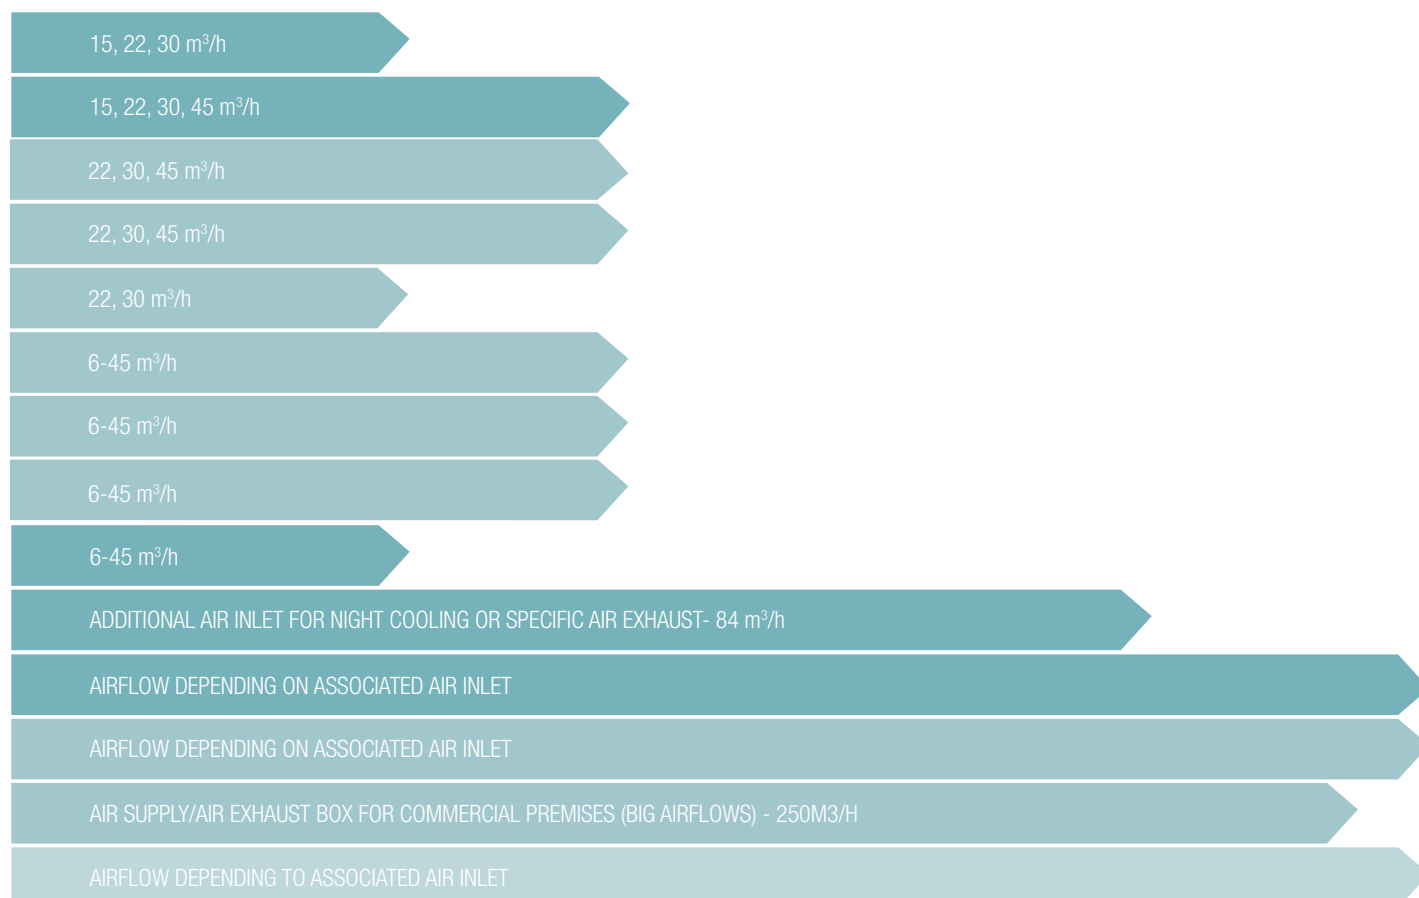 15, 22, 30 m³/h
15, 22, 30, 45 m³/h
22, 30, 45 m³/h
22, 30, 45 m³/h
22, 30 m³/h
6-45 m³/h
6-45 m³/h
6-45 m³/h
6-45 m³/h
ADDITIONAL AIR INLET FOR NIGHT COOLING OR SPECIFIC AIR EXHAUST- 84 m³/h
AIRFLOW DEPENDING ON ASSOCIATED AIR INLET
AIRFLOW DEPENDING ON ASSOCIATED AIR INLET
AIR SUPPLY/AIR EXHAUST BOX FOR COMMERCIAL PREMISES (BIG AIRFLOWS) - 250M3/H
AIRFLOW DEPENDING TO ASSOCIATED AIR INLET